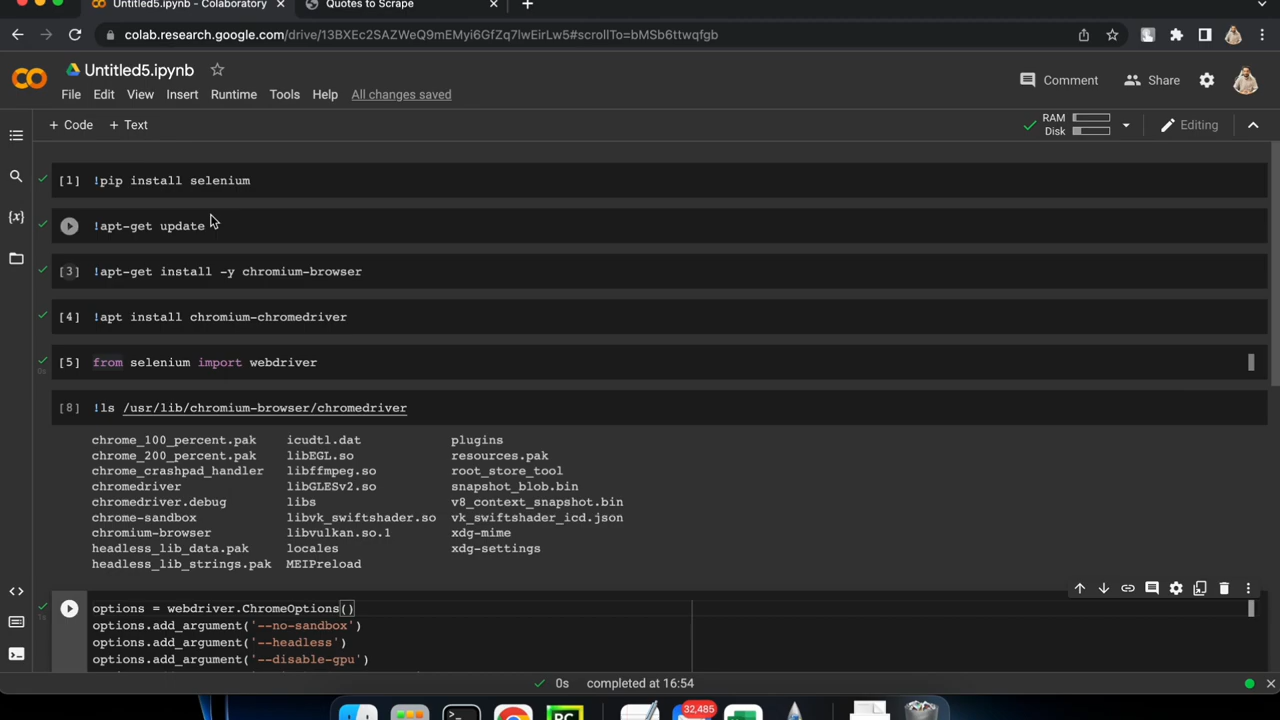 Untitled5.ipynb - Colaboratory
Quotes to Scrape
colab.research.google.com/drive/13BXEc2SAZWeQ9mEMyi6GfZq7lwEirLw5#scrollTo=bMSb6ttwqfgb
Untitled5.ipynb
Comment
Share
File Edit View Insert Runtime Tools Help All changes saved
+ Code + Text
RAM
Disk
Editing
[1] !pip install selenium
!apt-get update
[3] !apt-get install -y chromium-browser
[4] !apt install chromium-chromedriver
[5] from selenium import webdriver
0s
[8] !ls /usr/lib/chromium-browser/chromedriver
chrome_100_percent.pak icudtl.dat plugins
chrome_200_percent.pak libEGL.so resources.pak
chrome_crashpad_handler libffmpeg.so root_store_tool
chromedriver libGLESv2.so snapshot_blob.bin
chromedriver.debug libs v8_context_snapshot.bin
chrome-sandbox libvk_swiftshader.so vk_swiftshader_icd.json
chromium-browser libvulkan.so.1 xdg-mime
headless_lib_data.pak locales xdg-settings
headless_lib_strings.pak MEIPreload
options = webdriver.ChromeOptions()
1s
options.add_argument('--no-sandbox')
options.add_argument('--headless')
options.add_argument('--disable-gpu')
0s completed at 16:54
32,485
PC